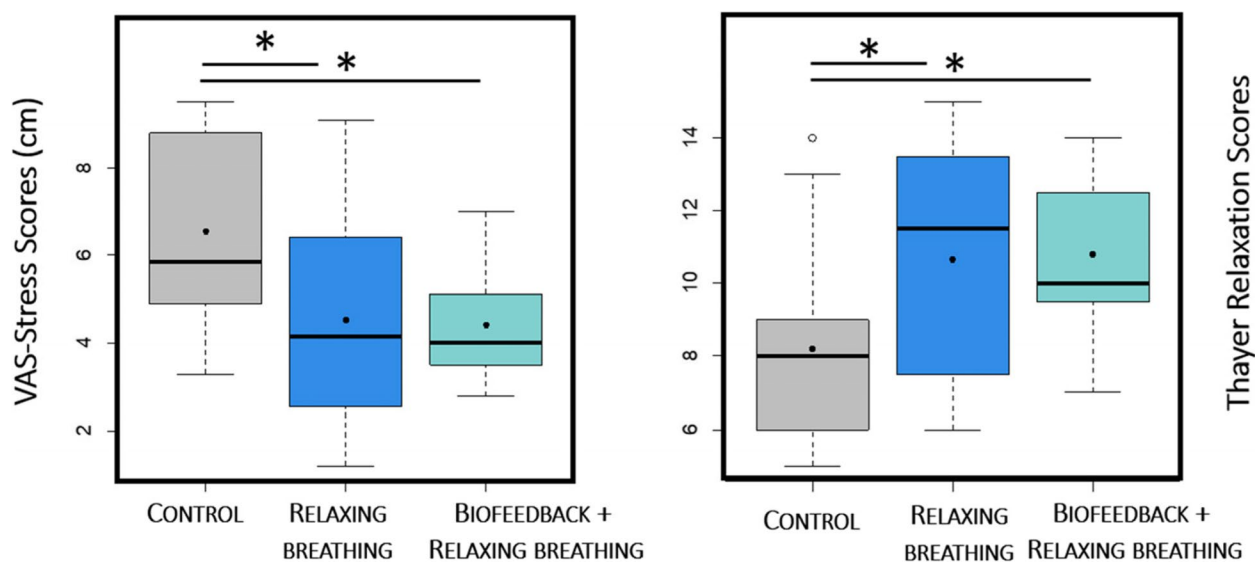 VAS-Stress Scores (cm)
8
6
4
2
*
*
CONTROL
RELAXING
BREATHING
BIOFEEDBACK +
RELAXING BREATHING
14
12
10
8
6
*
*
CONTROL
RELAXING
BREATHING
BIOFEEDBACK +
RELAXING BREATHING
Thayer Relaxation Scores